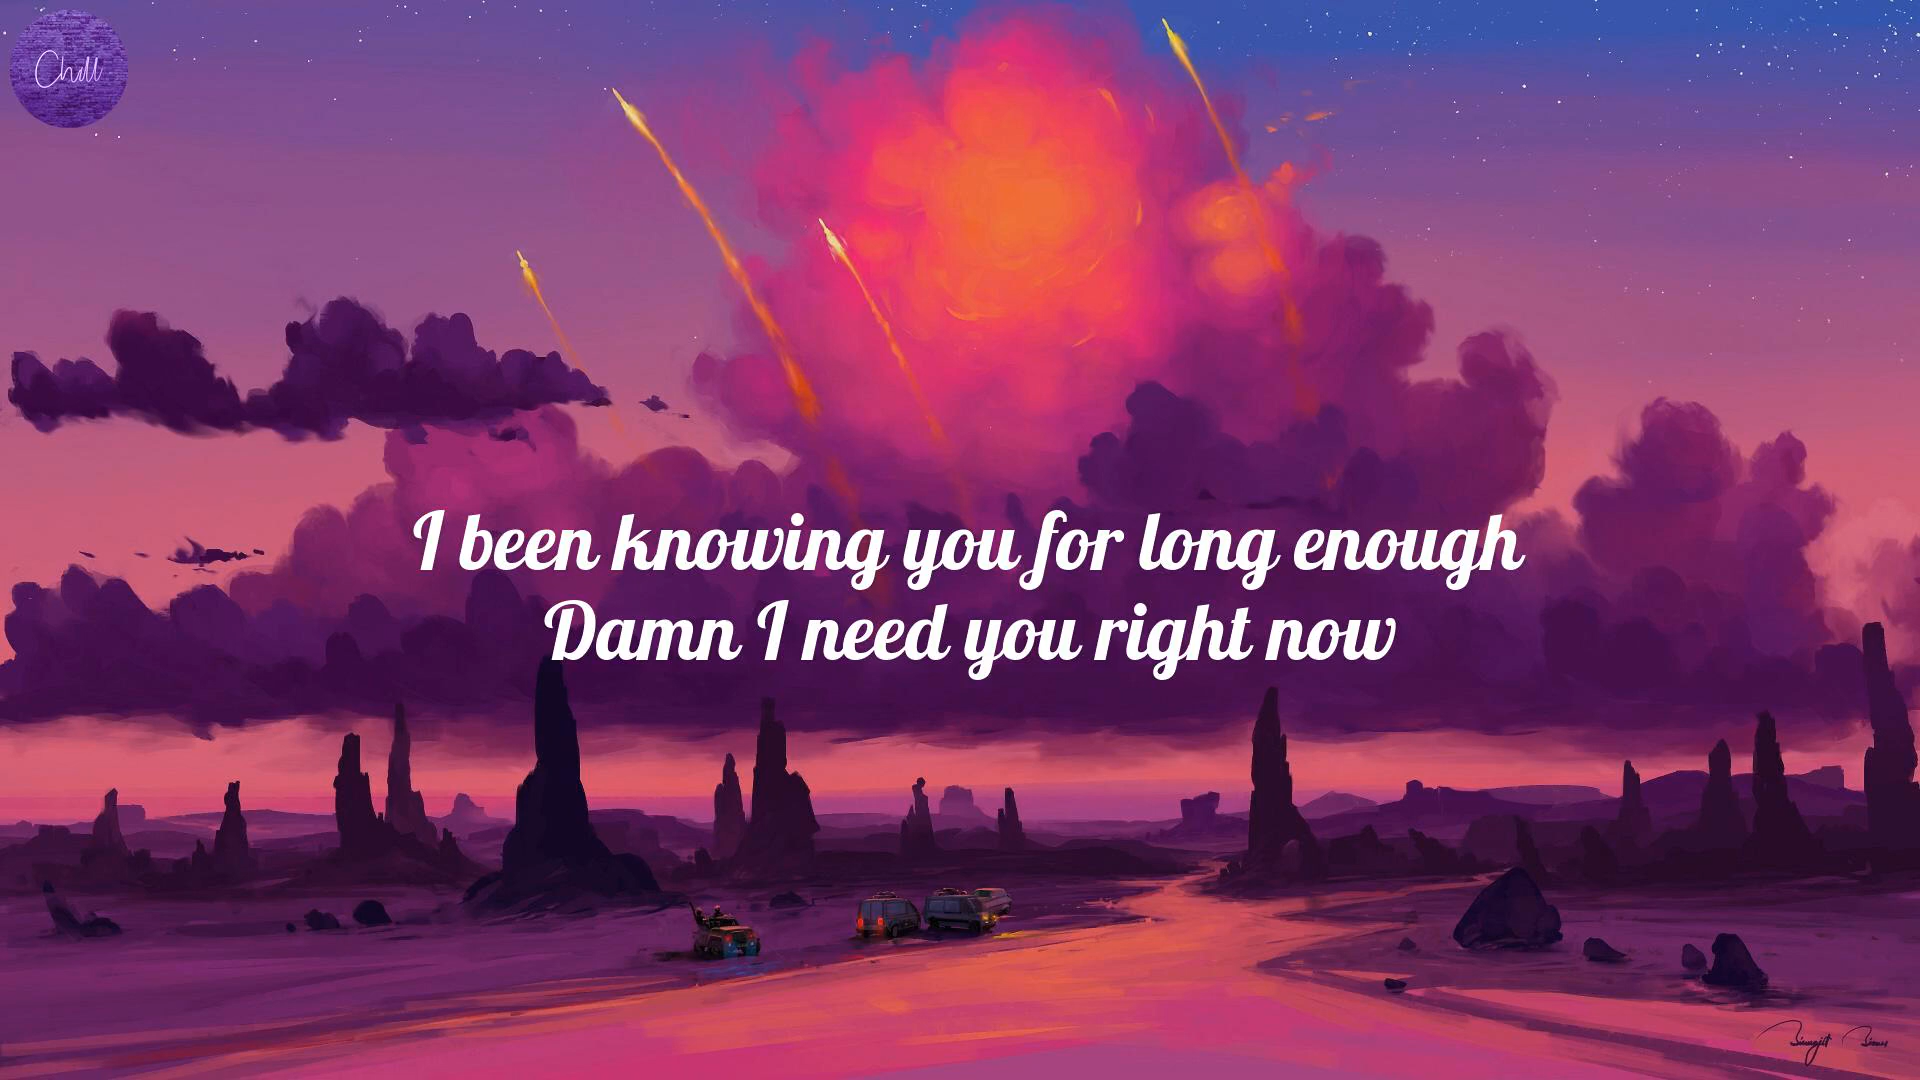 Chill
I been knowing you for long enough
Damn I need you right now